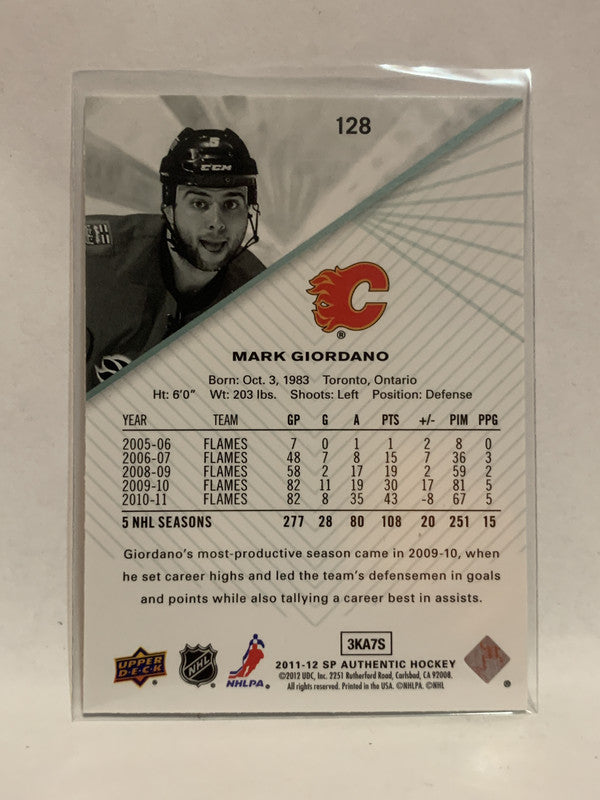 128
CCM
C
®
MARK GIORDANO
Born: Oct. 3, 1983 Toronto, Ontario
Ht: 6'0" Wt: 203 lbs. Shoots: Left Position: Defense
YEAR TEAM GP G A PTS +/- PIM PPG
2005-06 FLAMES 7 0 1 1 2 8 0
2006-07 FLAMES 48 7 8 15 7 36 3
2008-09 FLAMES 58 2 17 19 2 59 2
2009-10 FLAMES 82 11 19 30 17 81 5
2010-11 FLAMES 82 8 35 43 -8 67 5
5 NHL SEASONS 277 28 80 108 20 251 15
Giordano's most-productive season came in 2009-10, when
he set career highs and led the team's defensemen in goals
and points while also tallying a career best in assists.
3KA7S
2011-12 SP AUTHENTIC HOCKEY
©2012 UDC, Inc. 2251 Rutherford Road, Carlsbad, CA 92008.
All rights reserved. Printed in the USA. ©NHLPA. ©NHL
UPPER DECK
NHL
NHLPA.